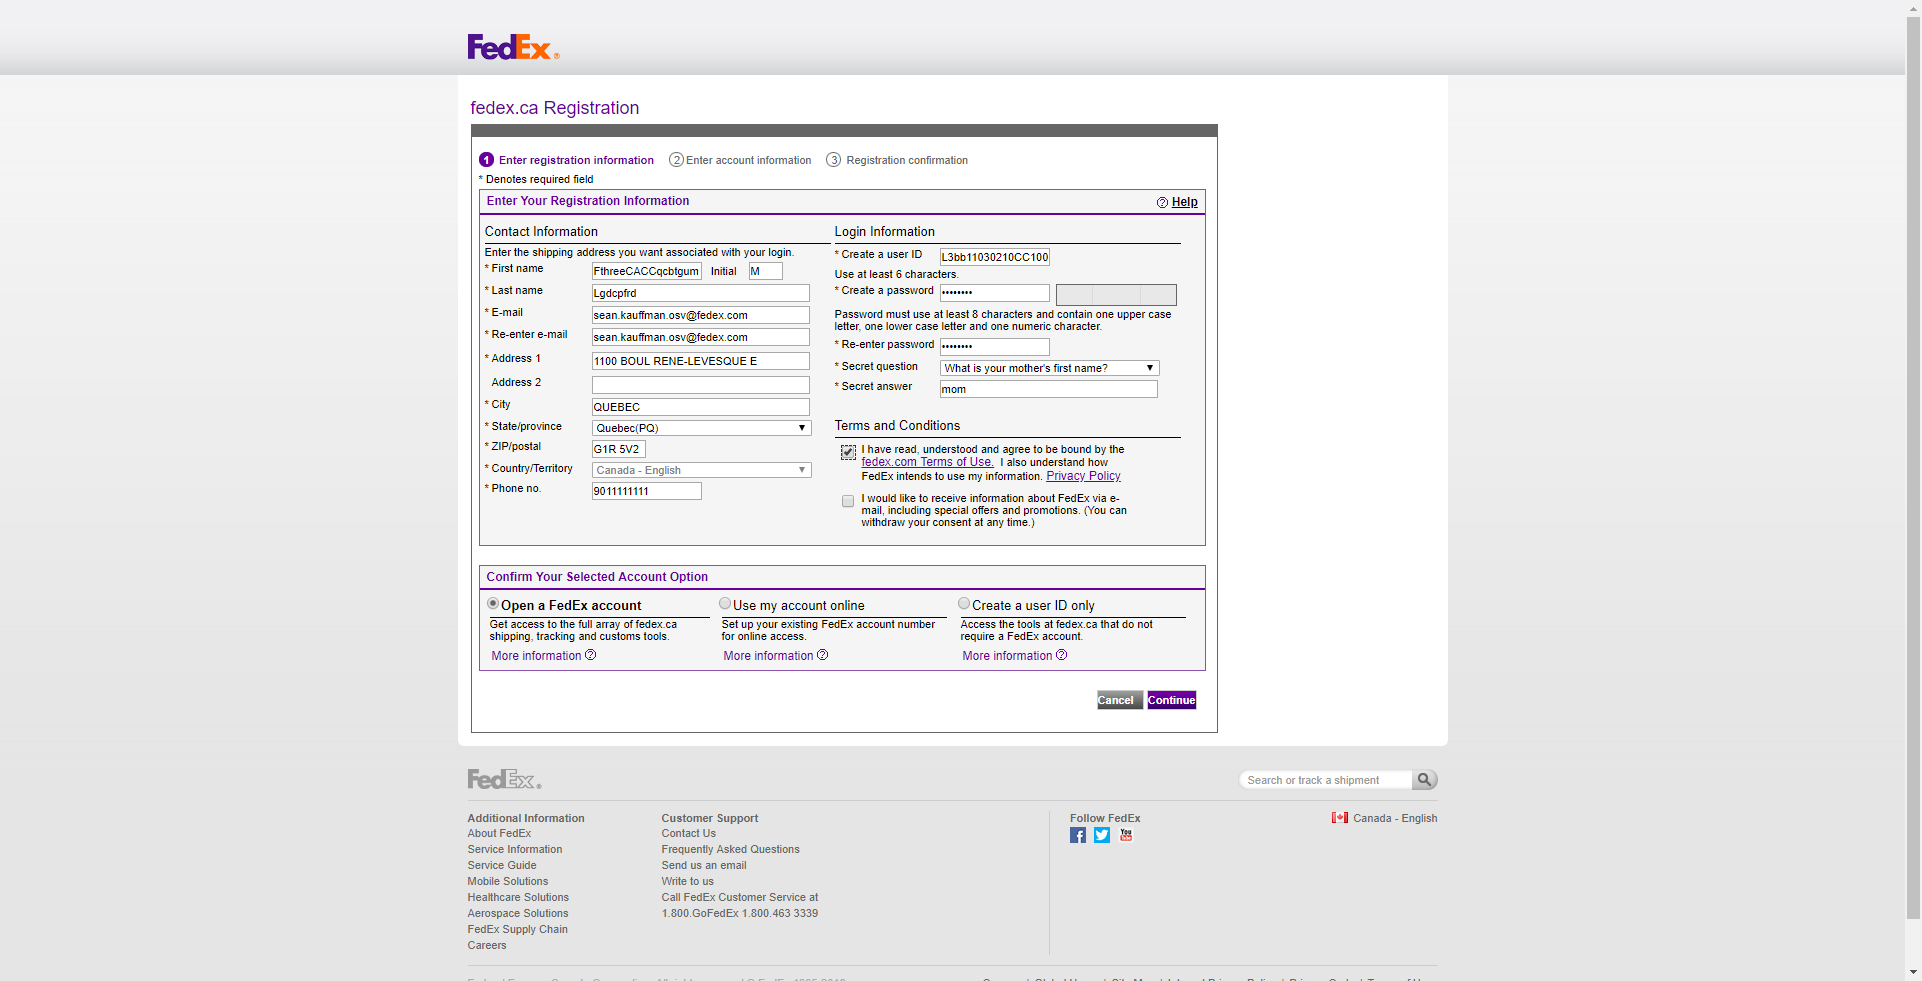 FedEx®
fedex.ca Registration
1 Enter registration information 2 Enter account information 3 Registration confirmation
* Denotes required field
Enter Your Registration Information
? Help
Contact Information
Enter the shipping address you want associated with your login.
* First name FthreeCACCqcbtgum Initial M
* Last name Lgdcpfrd
* E-mail sean.kauffman.osv@fedex.com
* Re-enter e-mail sean.kauffman.osv@fedex.com
* Address 1 1100 BOUL RENE-LEVESQUE E
Address 2
* City QUEBEC
* State/province Quebec(PQ)
* ZIP/postal G1R 5V2
* Country/Territory Canada - English
* Phone no. 9011111111
Login Information
* Create a user ID L3bb11030210CC100
Use at least 6 characters.
* Create a password ••••••••
Password must use at least 8 characters and contain one upper case
letter, one lower case letter and one numeric character.
* Re-enter password ••••••••
* Secret question What is your mother's first name?
* Secret answer mom
Terms and Conditions
I have read, understood and agree to be bound by the
fedex.com Terms of Use. I also understand how
FedEx intends to use my information. Privacy Policy
I would like to receive information about FedEx via e-
mail, including special offers and promotions. (You can
withdraw your consent at any time.)
Confirm Your Selected Account Option
Open a FedEx account
Get access to the full array of fedex.ca
shipping, tracking and customs tools.
More information ?
Use my account online
Set up your existing FedEx account number
for online access.
More information ?
Create a user ID only
Access the tools at fedex.ca that do not
require a FedEx account.
More information ?
Cancel Continue
FedEx®
Search or track a shipment
Additional Information
About FedEx
Service Information
Service Guide
Mobile Solutions
Healthcare Solutions
Aerospace Solutions
FedEx Supply Chain
Careers
Customer Support
Contact Us
Frequently Asked Questions
Send us an email
Write to us
Call FedEx Customer Service at
1.800.GoFedEx 1.800.463 3339
Follow FedEx
f
You Tube
Canada - English